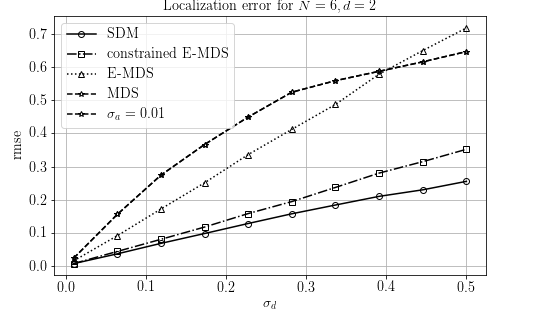 Localization error for N = 6, d = 2
SDM
constrained E-MDS
E-MDS
MDS
σa = 0.01
rmse
0.7
0.6
0.5
0.4
0.3
0.2
0.1
0.0
0.0 0.1 0.2 0.3 0.4 0.5
σd